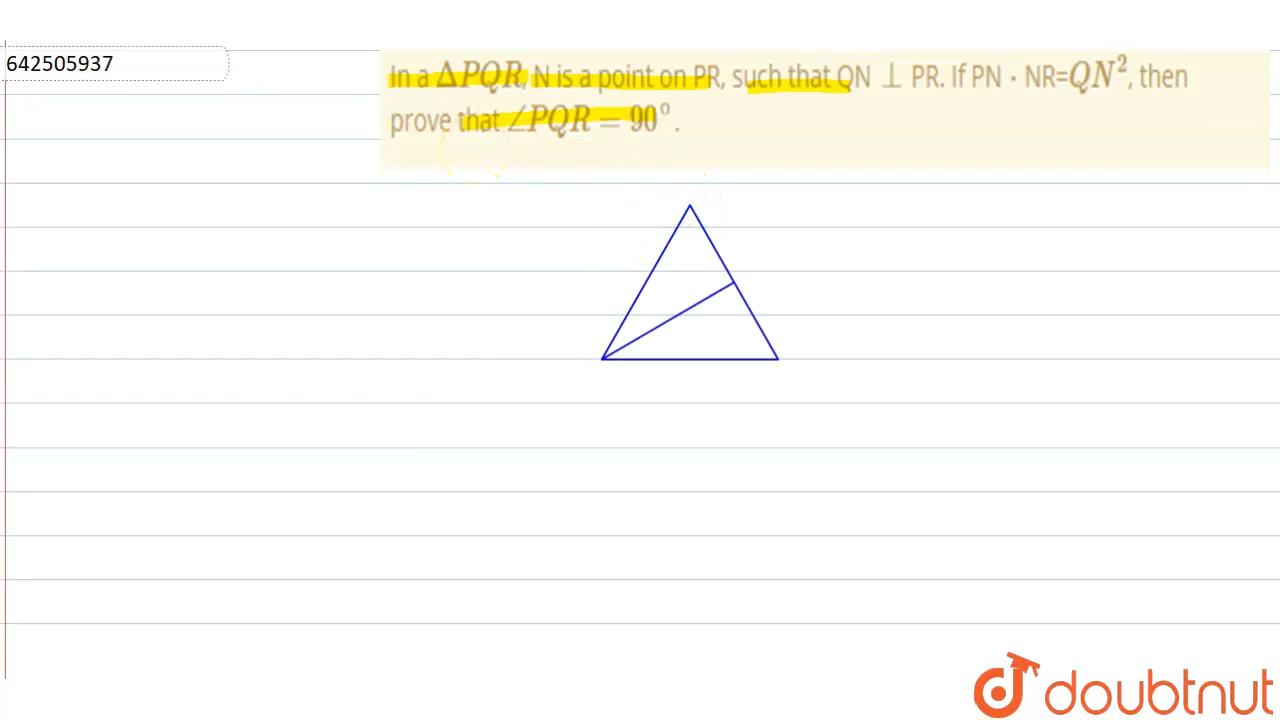 642505937
In a ΔPQR, N is a point on PR, such that QN ⊥ PR. If PN · NR=QN², then
prove that ∠PQR = 90°.
doubtnut